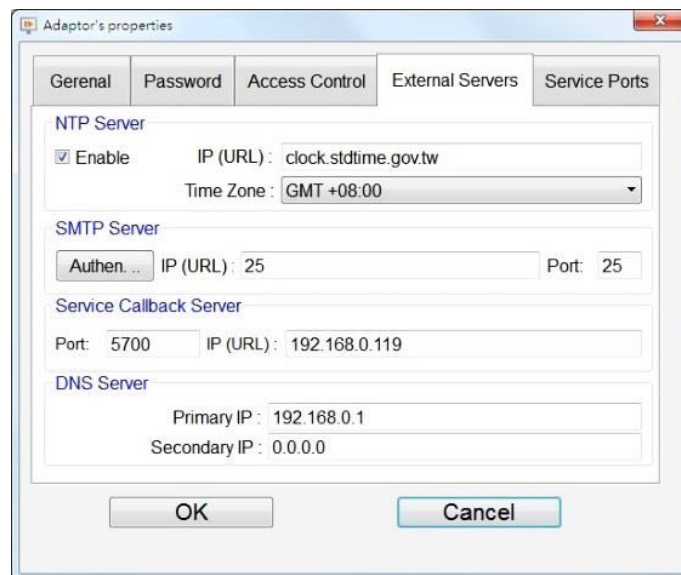 Adaptor's properties
Gerenal Password Access Control External Servers Service Ports
NTP Server
Enable IP (URL) : clock.stdtime.gov.tw
Time Zone : GMT +08:00
SMTP Server
Authen. .. IP (URL) : 25 Port: 25
Service Callback Server
Port: 5700 IP (URL) : 192.168.0.119
DNS Server
Primary IP : 192.168.0.1
Secondary IP : 0.0.0.0
OK Cancel